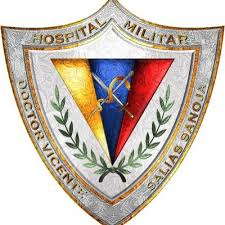 HOSPITAL MILITAR
DOCTOR VICENTE
SALIAS SANOJA